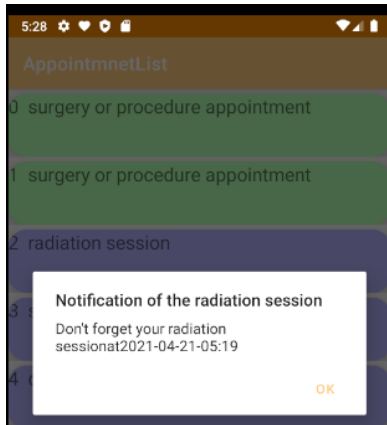 5:28
AppointmnetList
0 surgery or procedure appointment
1 surgery or procedure appointment
2 radiation session
3 s
Notification of the radiation session
Don't forget your radiation
sessionat2021-04-21-05:19
4
OK